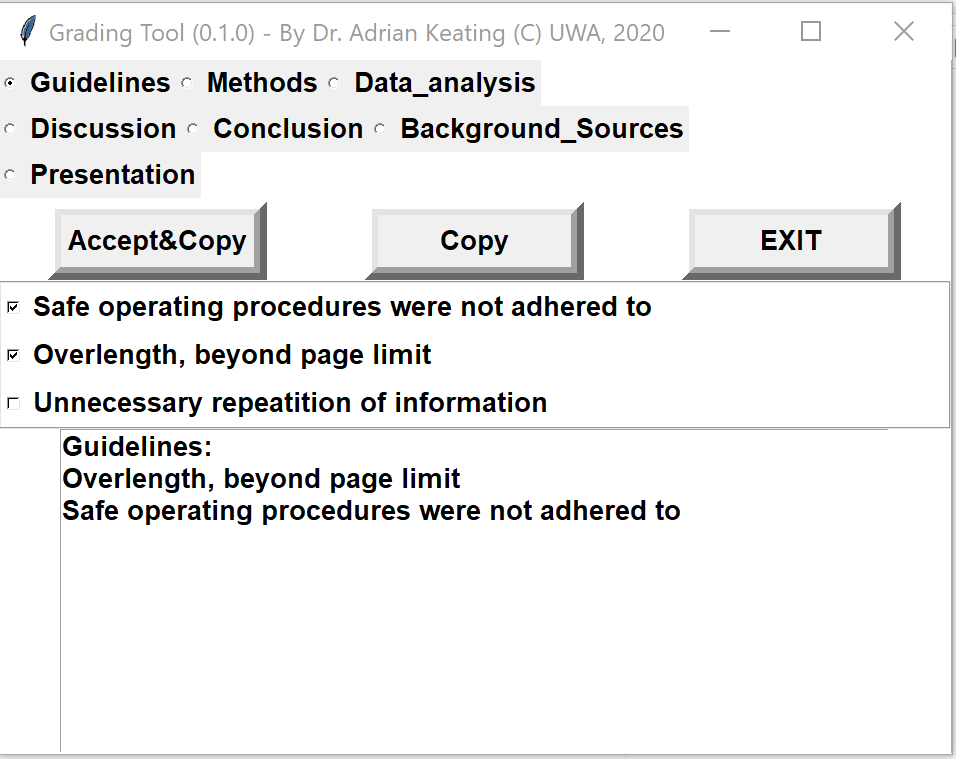 Grading Tool (0.1.0) - By Dr. Adrian Keating (C) UWA, 2020
Guidelines Methods Data_analysis
Discussion Conclusion Background_Sources
Presentation
Accept&Copy Copy EXIT
Safe operating procedures were not adhered to
Overlength, beyond page limit
Unnecessary repeatition of information
Guidelines:
Overlength, beyond page limit
Safe operating procedures were not adhered to